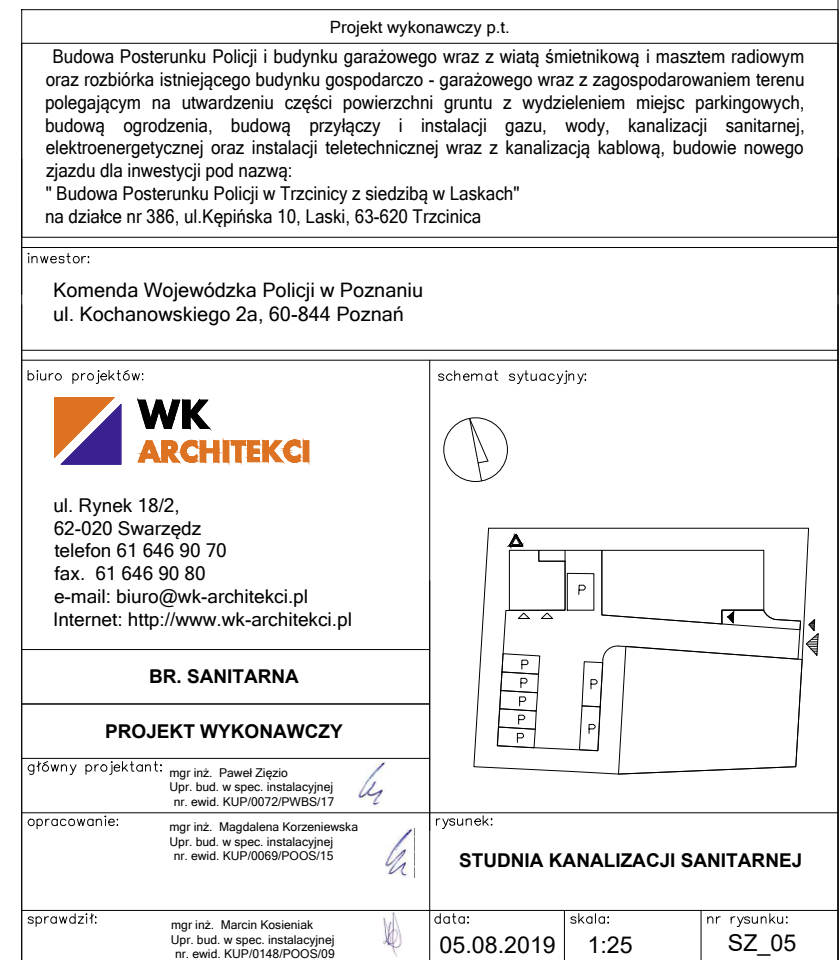 Projekt wykonawczy p.t.
Budowa Posterunku Policji i budynku garażowego wraz z wiatą śmietnikową i masztem radiowym
oraz rozbiórka istniejącego budynku gospodarczo - garażowego wraz z zagospodarowaniem terenu
polegającym na utwardzeniu części powierzchni gruntu z wydzieleniem miejsc parkingowych,
budową ogrodzenia, budową przyłączy i instalacji gazu, wody, kanalizacji sanitarnej,
elektroenergetycznej oraz instalacji teletechnicznej wraz z kanalizacją kablową, budowie nowego
zjazdu dla inwestycji pod nazwą:
" Budowa Posterunku Policji w Trzcinicy z siedzibą w Laskach"
na działce nr 386, ul.Kępińska 10, Laski, 63-620 Trzcinica
inwestor:
Komenda Wojewódzka Policji w Poznaniu
ul. Kochanowskiego 2a, 60-844 Poznań
biuro projektów:
WK
ARCHITEKCI
ul. Rynek 18/2,
62-020 Swarzędz
telefon 61 646 90 70
fax. 61 646 90 80
e-mail: biuro@wk-architekci.pl
Internet: http://www.wk-architekci.pl
schemat sytuacyjny:
P
P
P
P
P
P
P
P
BR. SANITARNA
PROJEKT WYKONAWCZY
główny projektant:
mgr inż. Paweł Zięzio
Upr. bud. w spec. instalacyjnej
nr. ewid. KUP/0072/PWBS/17
opracowanie:
mgr inż. Magdalena Korzeniewska
Upr. bud. w spec. instalacyjnej
nr. ewid. KUP/0069/POOS/15
rysunek:
STUDNIA KANALIZACJI SANITARNEJ
sprawdził:
mgr inż. Marcin Kosieniak
Upr. bud. w spec. instalacyjnej
nr. ewid. KUP/0148/POOS/09
data:
05.08.2019
skala:
1:25
nr rysunku:
SZ_05